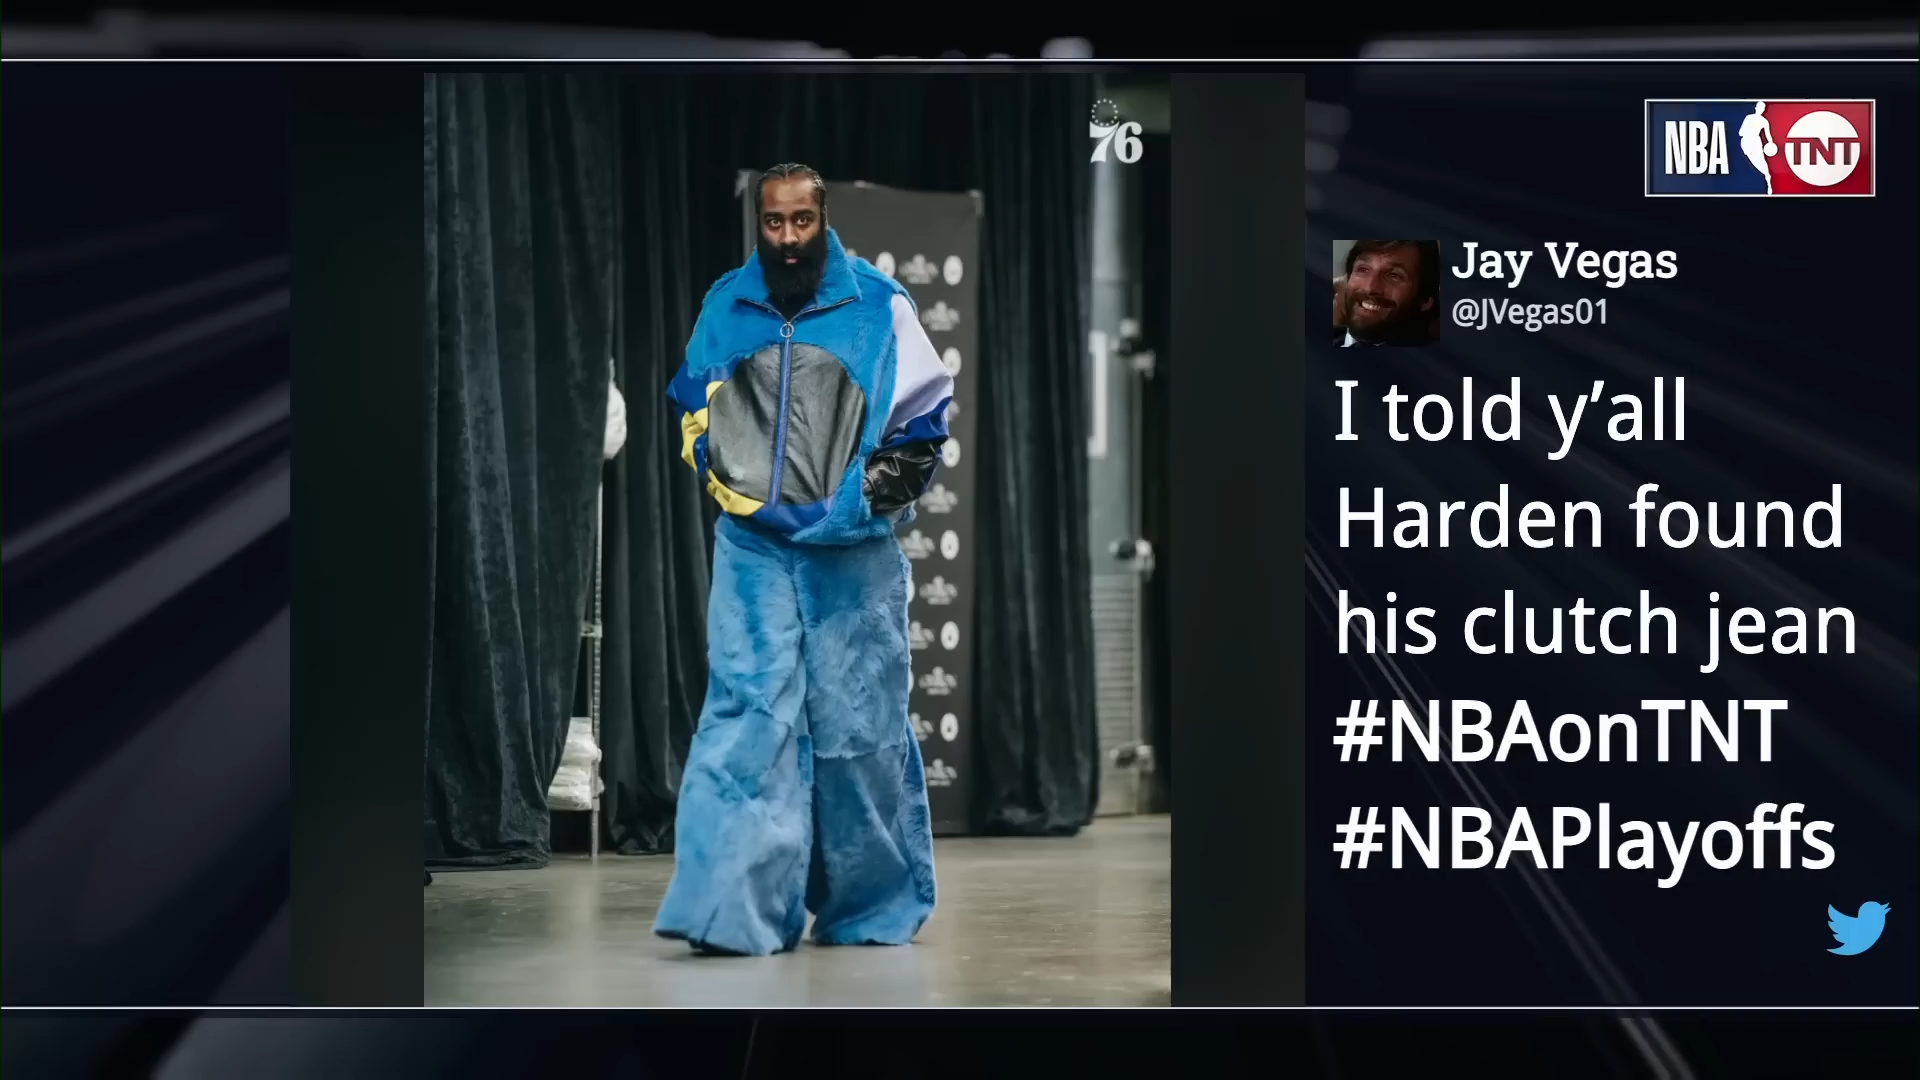 76
NBA TNT
Jay Vegas
@JVegas01
I told y’all
Harden found
his clutch jean
#NBAonTNT
#NBAPlayoffs